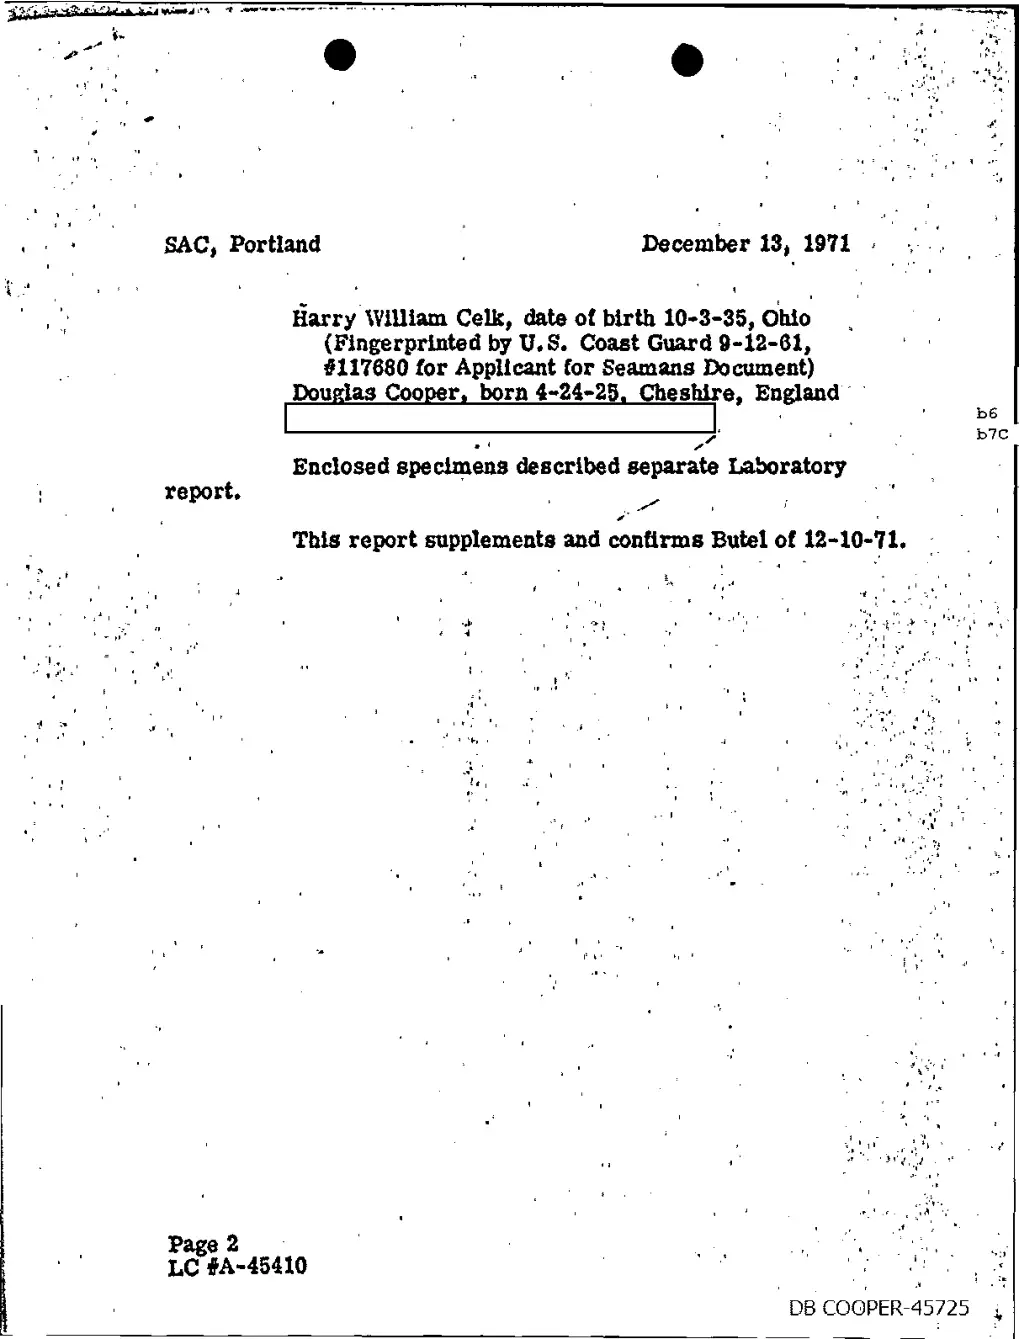 SAC, Portland December 13, 1971
Harry William Celk, date of birth 10-3-35, Ohio
(Fingerprinted by U.S. Coast Guard 9-12-61,
#117680 for Applicant for Seamans Document)
Douglas Cooper, born 4-24-25, Cheshire, England
b6
b7C
Enclosed specimens described separate Laboratory
report.
This report supplements and confirms Butel of 12-10-71.
Page 2
LC #A-45410
DB COOPER-45725